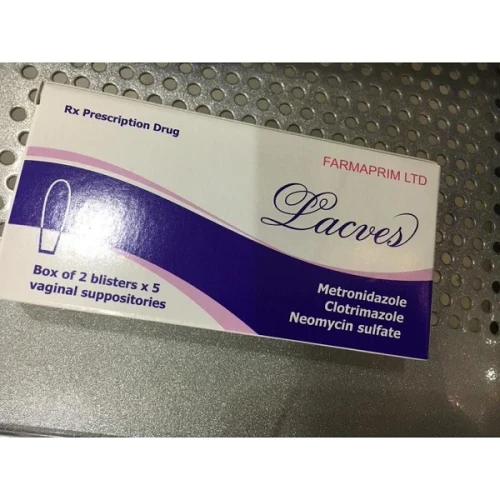 Rx Prescription Drug
FARMAPRIM LTD
Lacves
Box of 2 blisters x 5
vaginal suppositories
Metronidazole
Clotrimazole
Neomycin sulfate